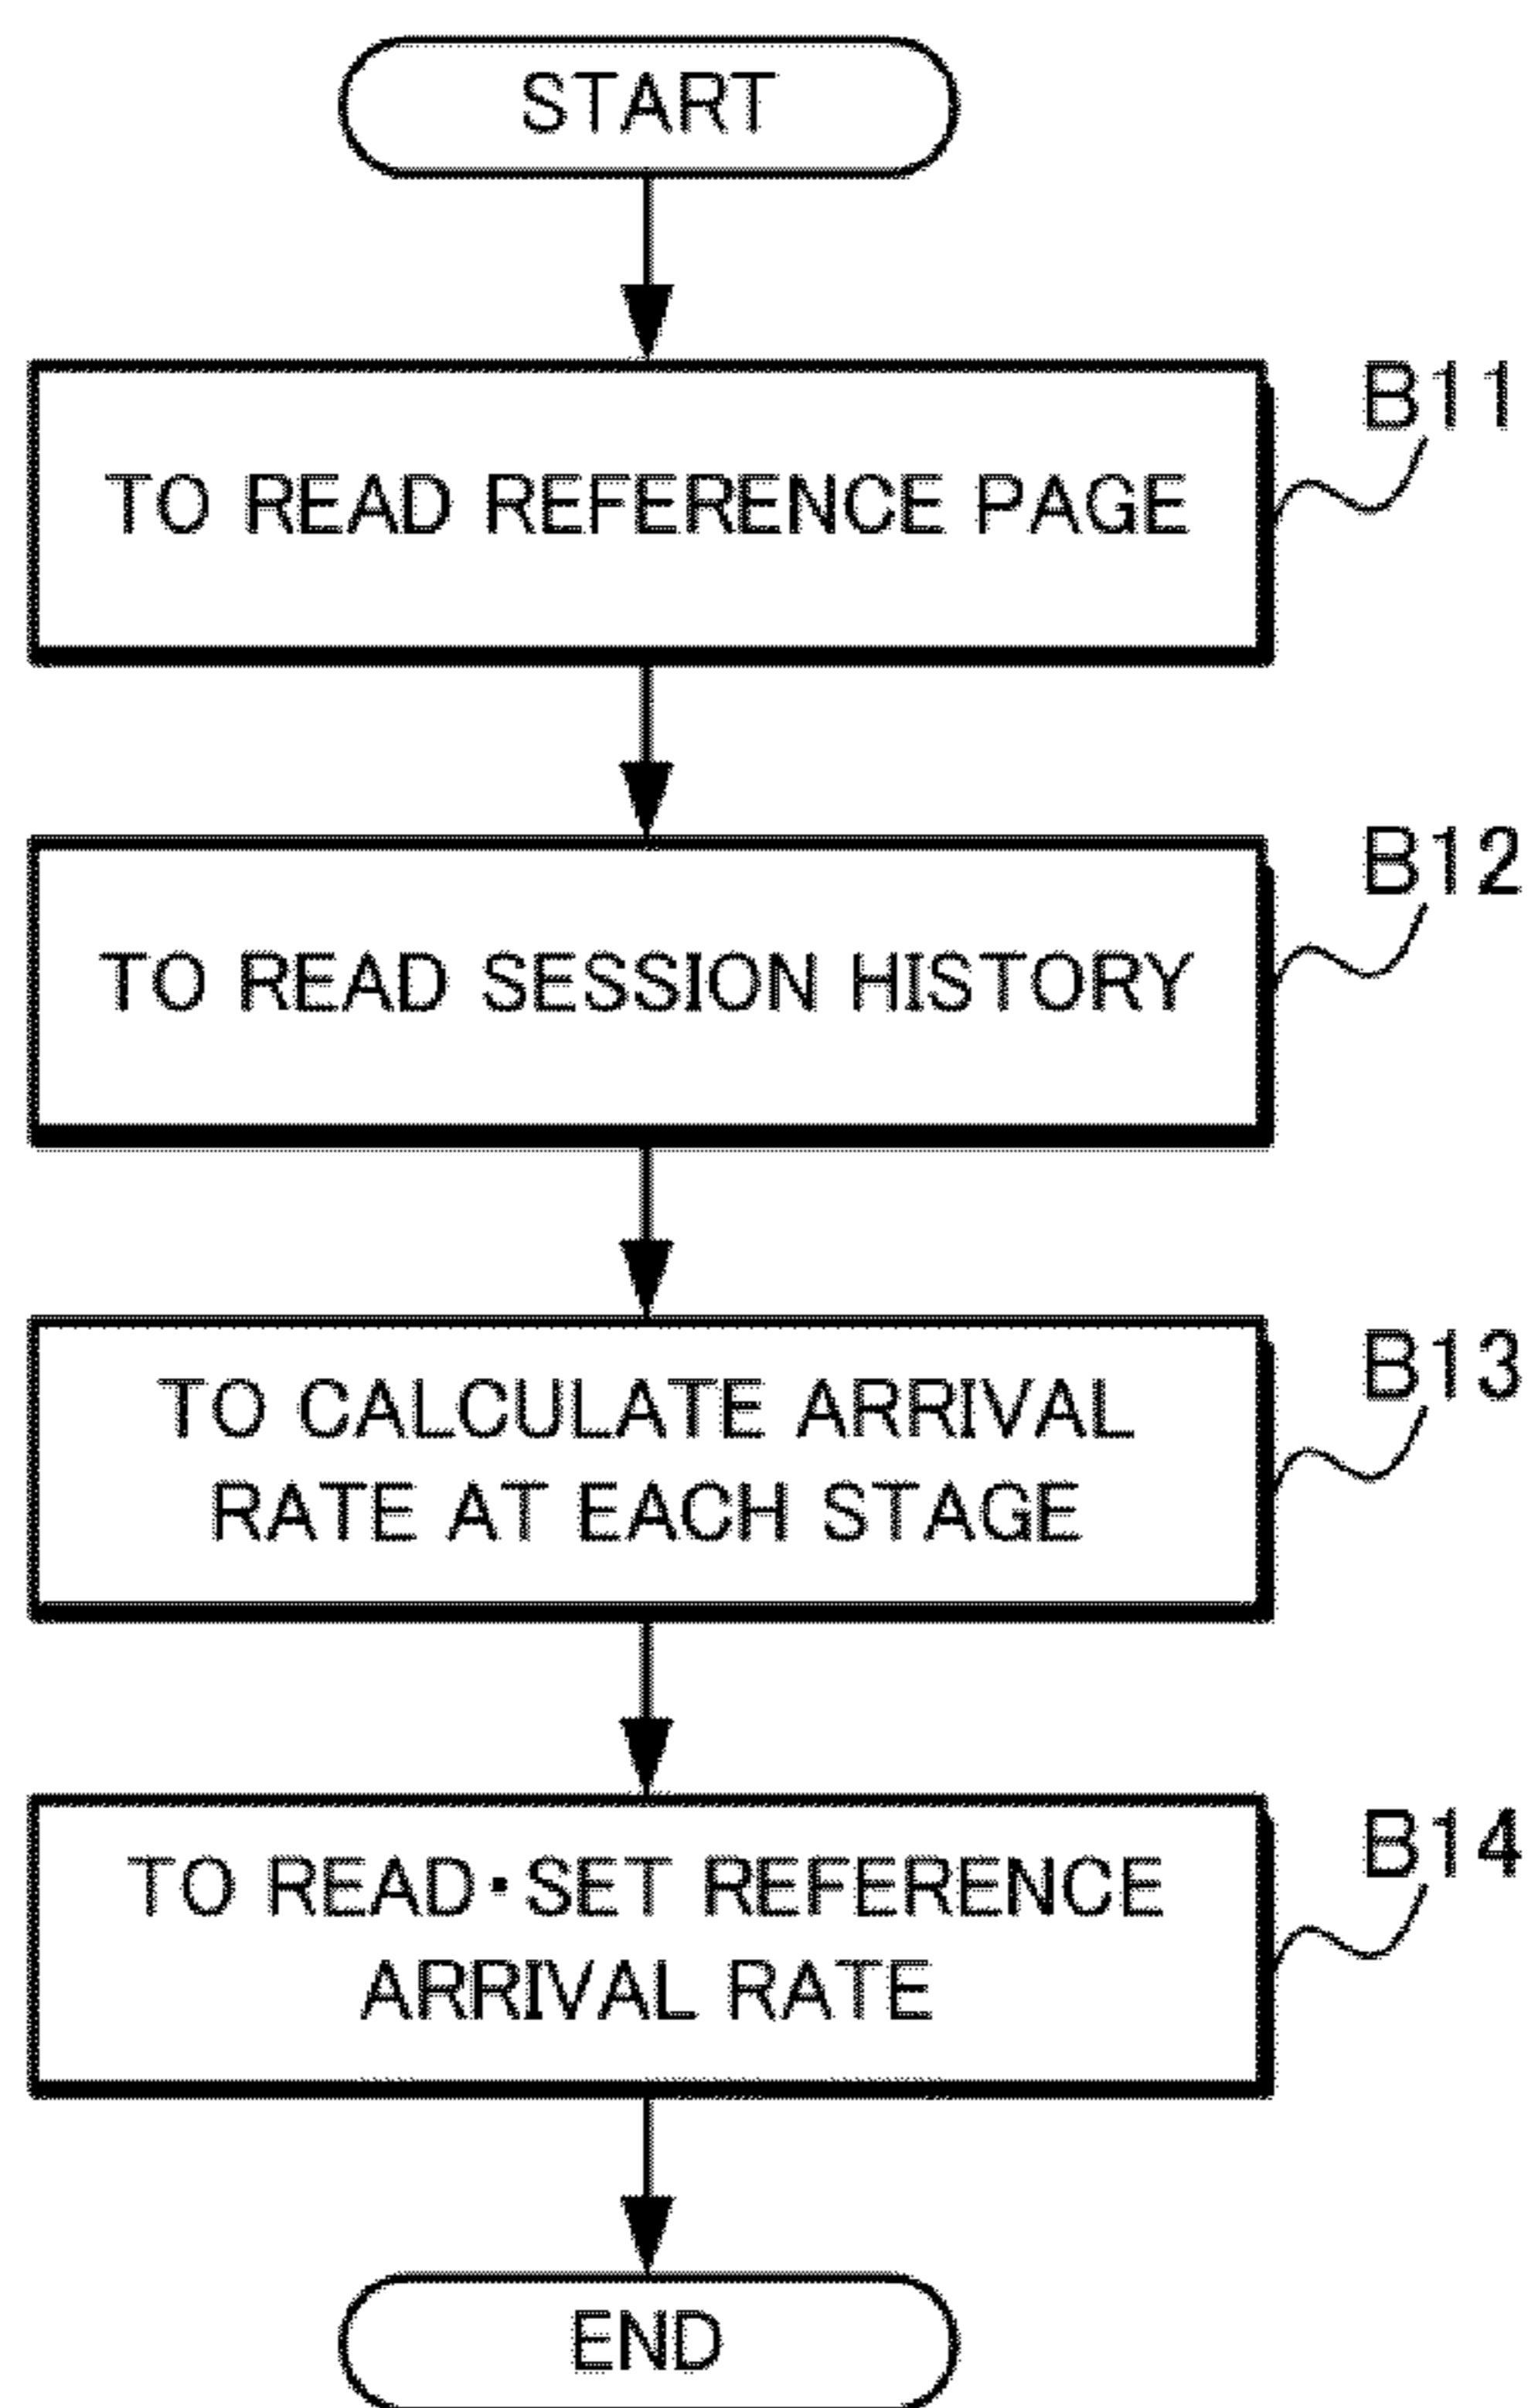 START
B11
TO READ REFERENCE PAGE
B12
TO READ SESSION HISTORY
B13
TO CALCULATE ARRIVAL
RATE AT EACH STAGE
B14
TO READ・SET REFERENCE
ARRIVAL RATE
END